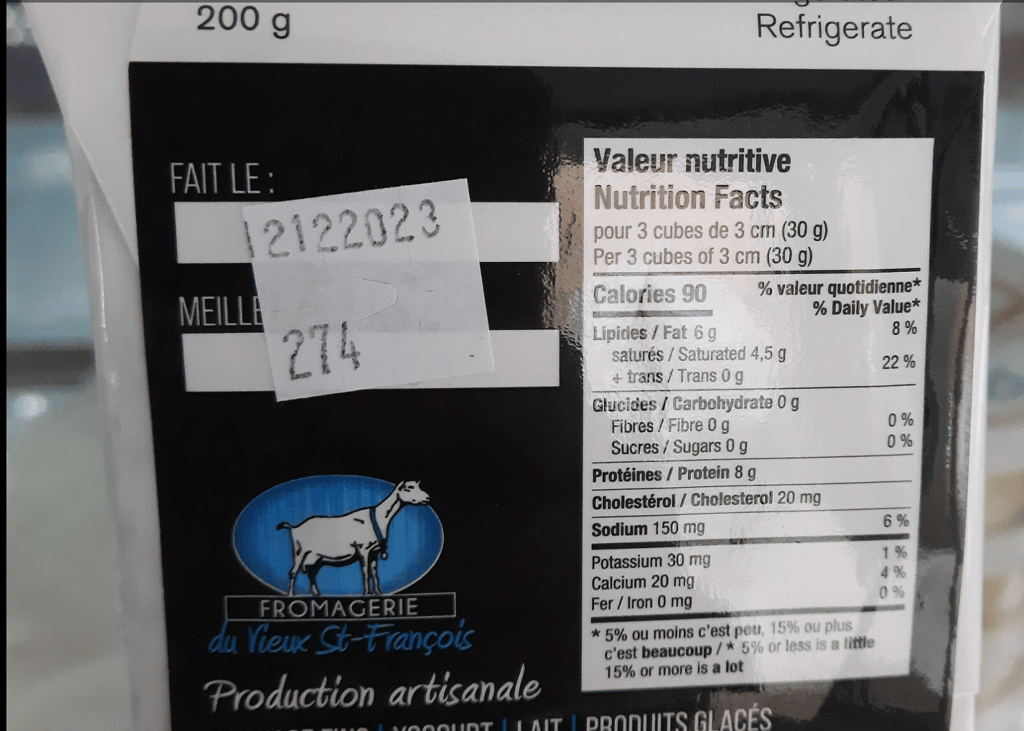 200 g
Refrigerate
FAIT LE :
12122023
274
FROMAGERIE
du Vieux St-François
Production artisanale
YOGOURT | LAIT | PRODUITS GLACÉS
Valeur nutritive
Nutrition Facts
pour 3 cubes de 3 cm (30 g)
Per 3 cubes of 3 cm (30 g)
Calories 90
% valeur quotidienne*
% Daily Value*
Lipides / Fat 6 g 8 %
saturés / Saturated 4,5 g
+ trans / Trans 0 g 22 %
Glucides / Carbohydrate 0 g
Fibres / Fibre 0 g 0 %
Sucres / Sugars 0 g 0 %
Protéines / Protein 8 g
Cholestérol / Cholesterol 20 mg
Sodium 150 mg 6 %
Potassium 30 mg 1 %
Calcium 20 mg 4 %
Fer / Iron 0 mg 0 %
* 5% ou moins c'est peu, 15% ou plus
c'est beaucoup / * 5% or less is a little
15% or more is a lot